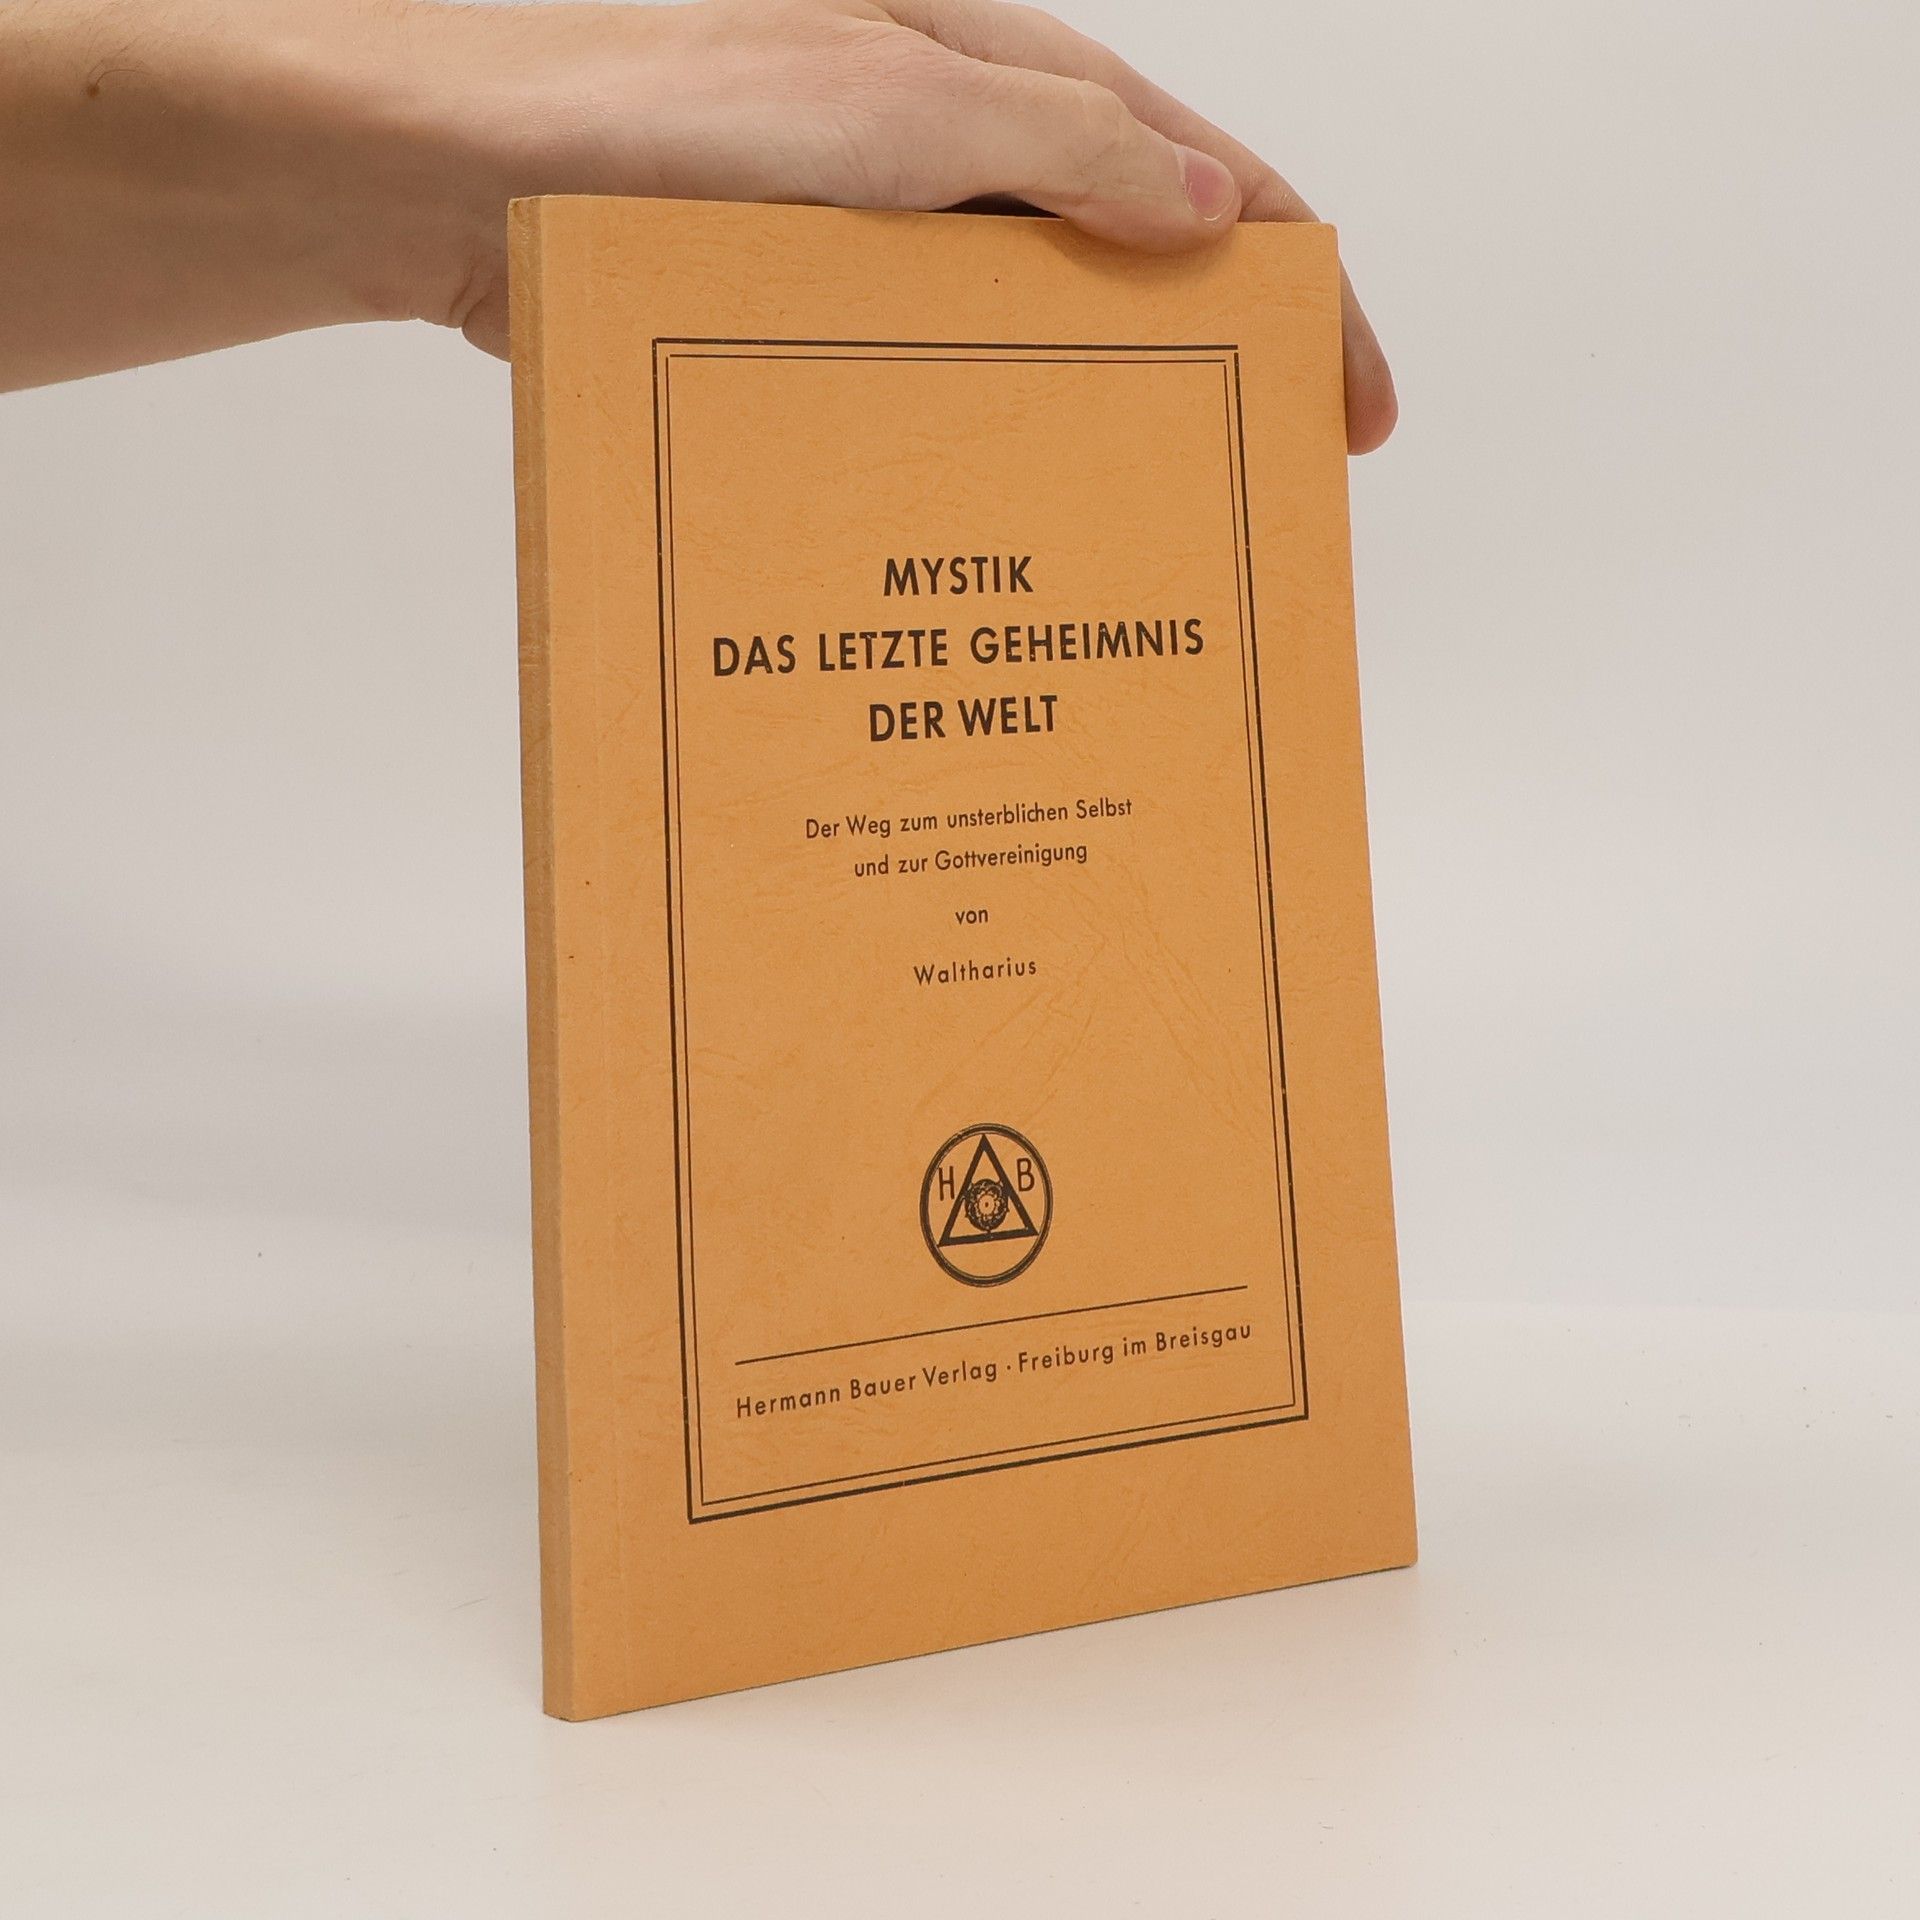 MYSTIK
DAS LETZTE GEHEIMNIS
DER WELT
Der Weg zum unsterblichen Selbst
und zur Gottvereinigung
von
Waltharius
H B
Hermann Bauer Verlag · Freiburg im Breisgau